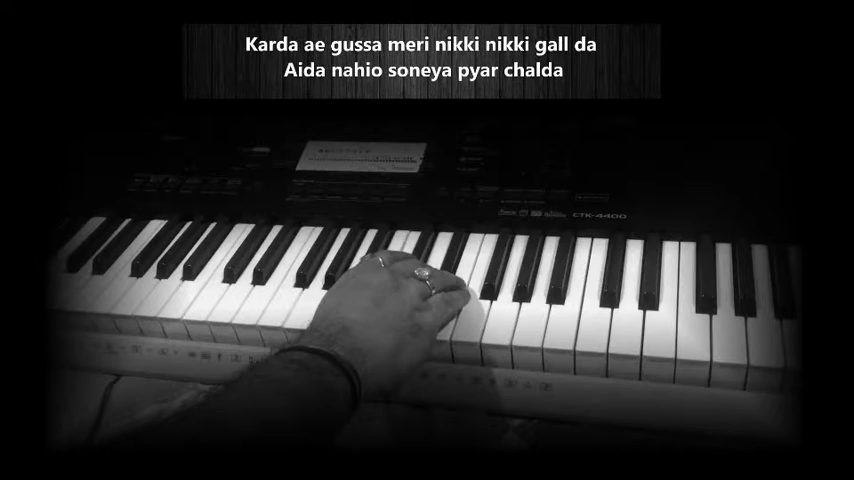 Karda ae gussa meri nikki nikki gall da
Aida nahio soneya pyar chalda
CTK-4400